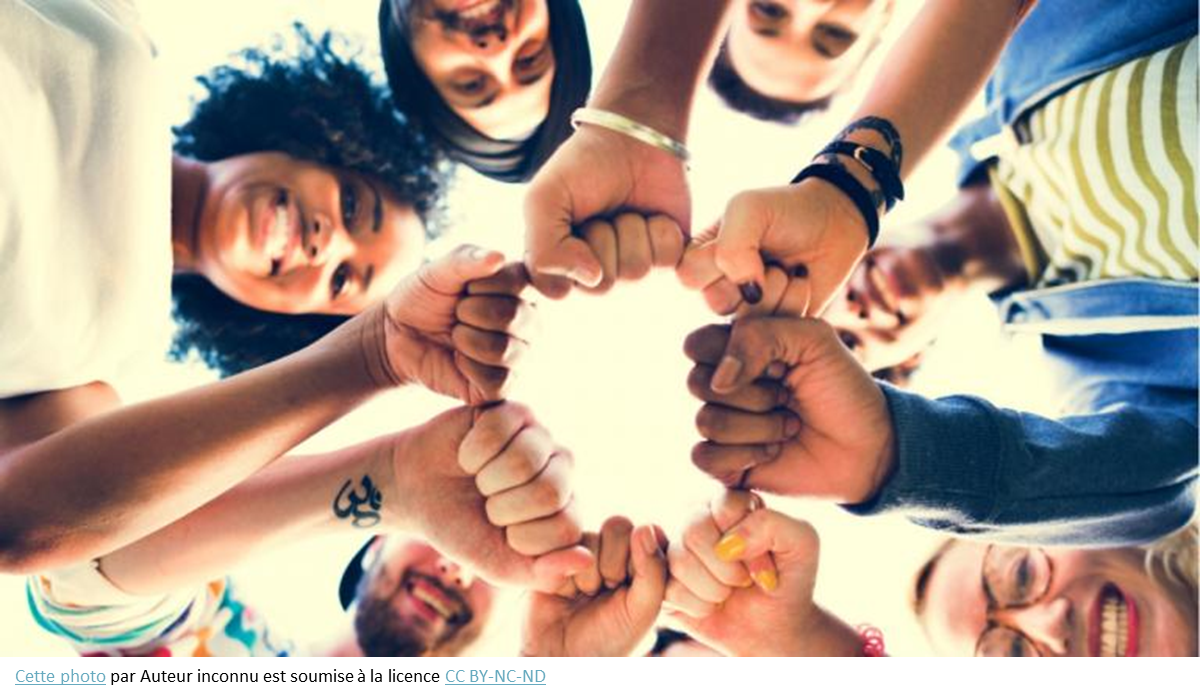 Cette photo par Auteur inconnu est soumise à la licence CC BY-NC-ND